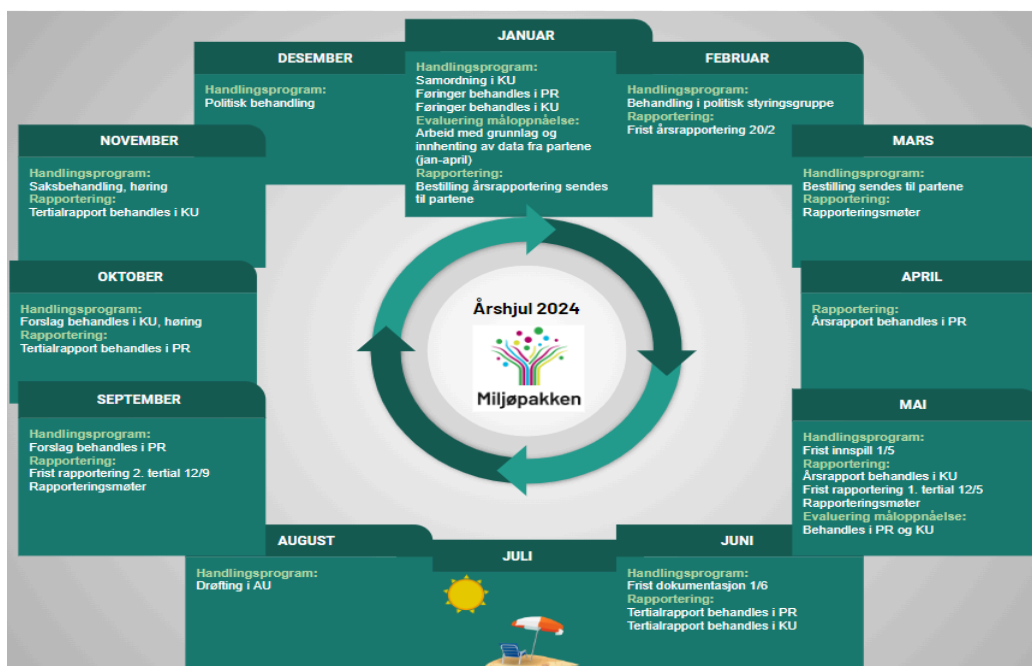 JANUAR
Handlingsprogram:
Samordning i KU
Føringer behandles i PR
Føringer behandles i KU
Evaluering måloppnåelse:
Arbeid med grunnlag og
innhenting av data fra partene
(jan-april)
Rapportering:
Bestilling årsrapportering sendes
til partene
FEBRUAR
Handlingsprogram:
Behandling i politisk styringsgruppe
Rapportering:
Frist årsrapportering 20/2
MARS
Handlingsprogram:
Bestilling sendes til partene
Rapportering:
Rapporteringsmøter
APRIL
Rapportering:
Årsrapport behandles i PR
MAI
Handlingsprogram:
Frist innspill 1/5
Rapportering:
Årsrapport behandles i KU
Frist rapportering 1. tertial 12/5
Rapporteringsmøter
Evaluering måloppnåelse:
Behandles i PR og KU
JUNI
Handlingsprogram:
Frist dokumentasjon 1/6
Rapportering:
Tertialrapport behandles i PR
Tertialrapport behandles i KU
JULI
AUGUST
Handlingsprogram:
Drøfting i AU
SEPTEMBER
Handlingsprogram:
Forslag behandles i PR
Rapportering:
Frist rapportering 2. tertial 12/9
Rapporteringsmøter
OKTOBER
Handlingsprogram:
Forslag behandles i KU, høring
Rapportering:
Tertialrapport behandles i PR
NOVEMBER
Handlingsprogram:
Saksbehandling, høring
Rapportering:
Tertialrapport behandles i KU
DESEMBER
Handlingsprogram:
Politisk behandling
Årshjul 2024
Miljøpakken